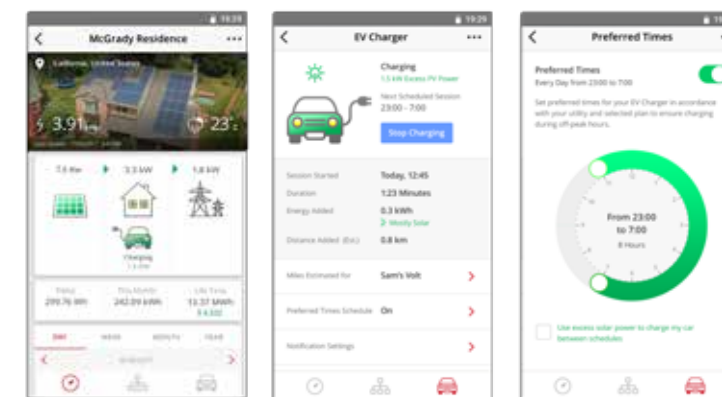 19:29
McGrady Residence
California, United States
3.91
23°
7.5 kW
3.3 kW
1.8 kW
Charging
Today
This Month
Life Time
299.76 Wh
242.09 kWh
13.37 MWh
DAY
WEEK
MONTH
YEAR
19:29
EV Charger
Charging
1.5 kW Excess PV Power
Next Scheduled Session
23:00 - 7:00
Stop Charging
Session Started
Today, 12:45
Duration
1:23 Minutes
Energy Added
0.3 kWh
Mostly Solar
Distance Added (Est.)
0.8 km
Miles Estimated for
Sam's Volt
Preferred Times Schedule
On
Notification Settings
Preferred Times
Preferred Times
Every Day from 23:00 to 7:00
Set preferred times for your EV Charger in accordance
with your utility and selected plan to ensure charging
during off-peak hours.
From 23:00
to 7:00
8 Hours
Use excess solar power to charge my car
between schedules